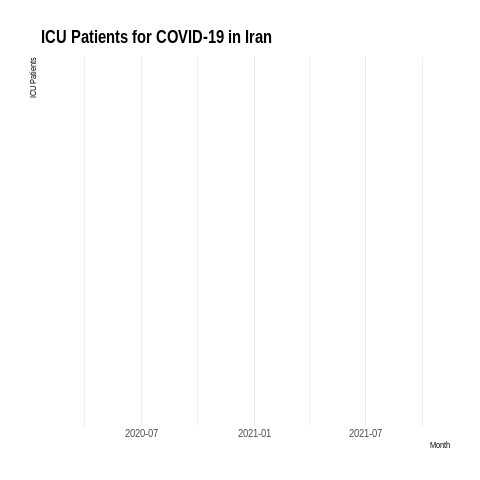 ICU Patients for COVID-19 in Iran
ICU Patients
2020-07
2021-01
2021-07
Month